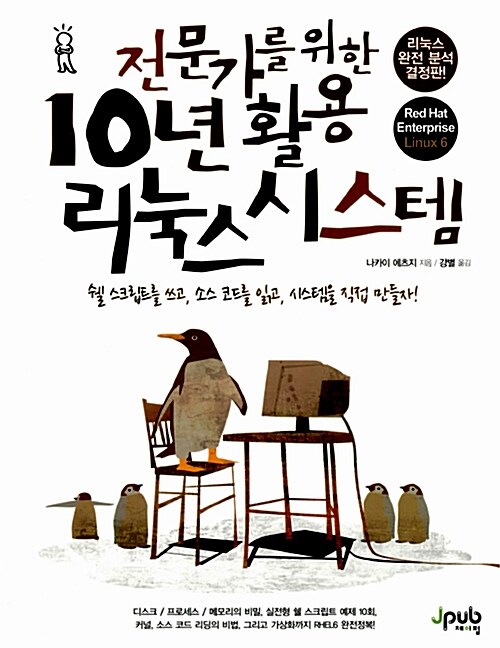 전문가를 위한
10년 활용
리눅스 시스템
리눅스
완전 분석
결정판!
Red Hat
Enterprise
Linux 6
나카이 에츠지 지음 / 강별 옮김
쉘 스크립트를 쓰고, 소스 코드를 읽고, 시스템을 직접 만들자!
디스크 / 프로세스 / 메모리의 비밀, 실전형 쉘 스크립트 예제 10회,
커널, 소스 코드 리딩의 비법, 그리고 가상화까지 RHEL6 완전정복!
Jpub
제이펍